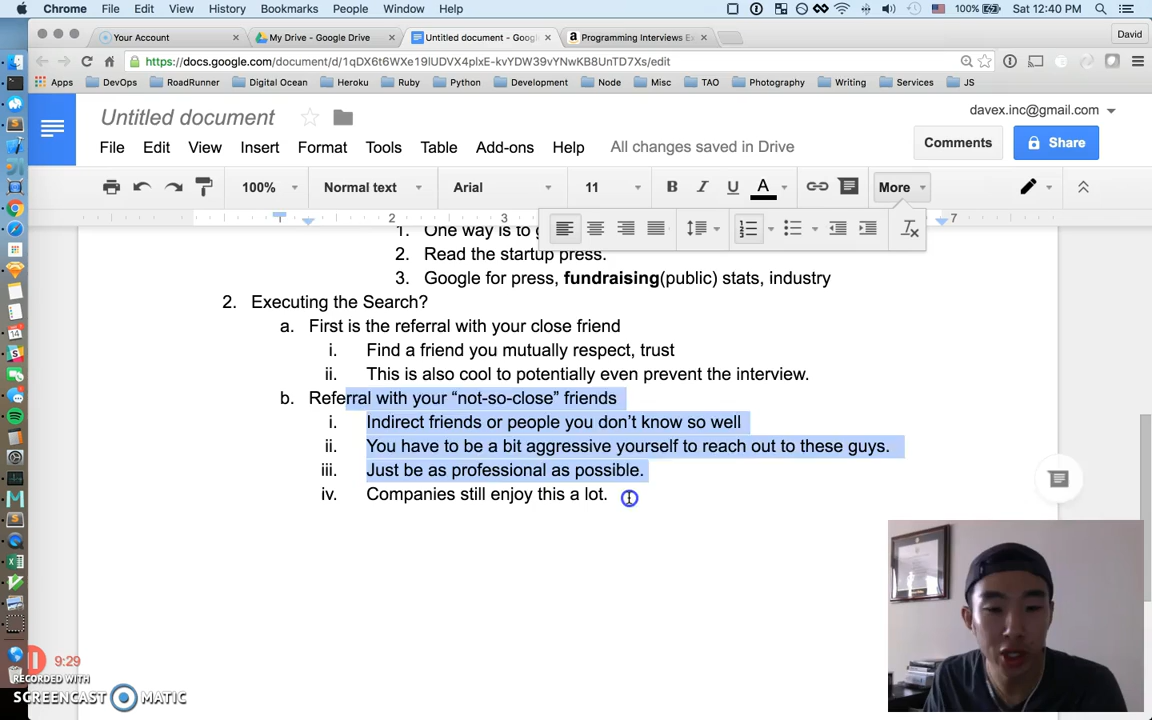 Chrome File Edit View History Bookmarks People Window Help 100% Sat 12:40 PM
Your Account My Drive - Google Drive Untitled document - Goog Programming Interviews Ex David
https://docs.google.com/document/d/1qDX6t6WXe19lUDVX4plxE-kvYDW39vYNwKB8UnTD7Xs/edit
Apps DevOps RoadRunner Digital Ocean Heroku Ruby Python Development Node Misc TAO Photography Writing Services JS
Untitled document davex.inc@gmail.com
File Edit View Insert Format Tools Table Add-ons Help All changes saved in Drive Comments Share
100% Normal text Arial 11 B I U A More
2 3 7
1. One way is to g
2. Read the startup press.
3. Google for press, fundraising(public) stats, industry
2. Executing the Search?
a. First is the referral with your close friend
i. Find a friend you mutually respect, trust
ii. This is also cool to potentially even prevent the interview.
b. Referral with your “not-so-close” friends
i. Indirect friends or people you don’t know so well
ii. You have to be a bit aggressive yourself to reach out to these guys.
iii. Just be as professional as possible.
iv. Companies still enjoy this a lot.
9:29
RECORDED WITH
SCREENCAST MATIC